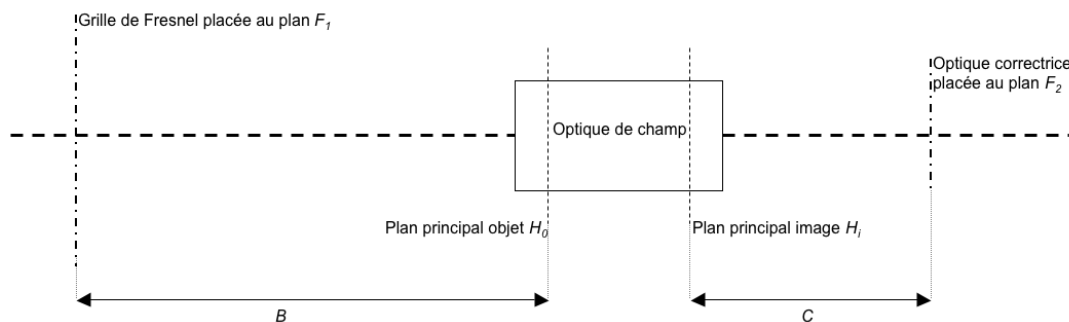 Grille de Fresnel placée au plan F1
Optique correctrice
placée au plan F2
Optique de champ
Plan principal objet H0
Plan principal image Hi
B
C